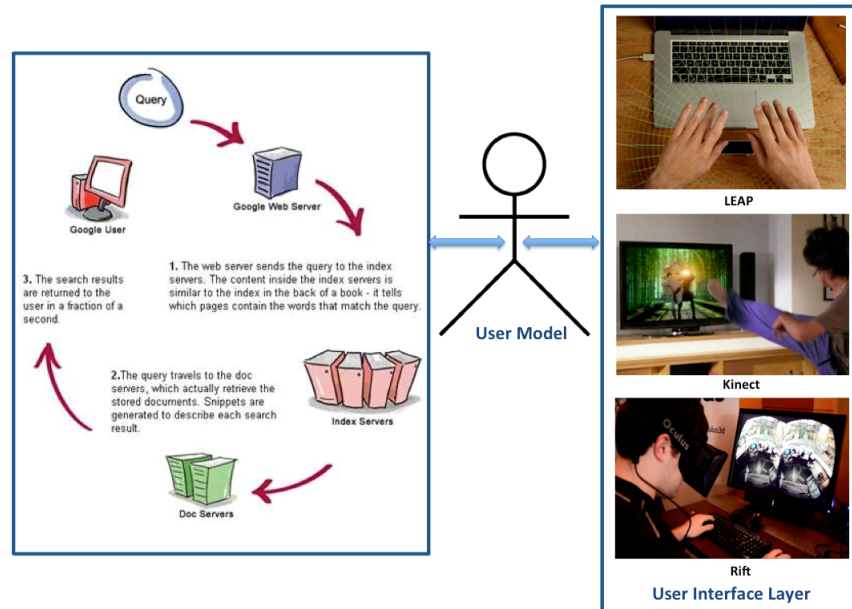 Query
Google Web Server
Google User
1. The web server sends the query to the index
servers. The content inside the index servers is
similar to the index in the back of a book - it tells
which pages contain the words that match the query.
3. The search results
are returned to the
user in a fraction of a
second.
2.The query travels to the doc
servers, which actually retrieve the
stored documents. Snippets are
generated to describe each search
result.
Index Servers
Doc Servers
User Model
LEAP
Kinect
Oculus
Rift
User Interface Layer